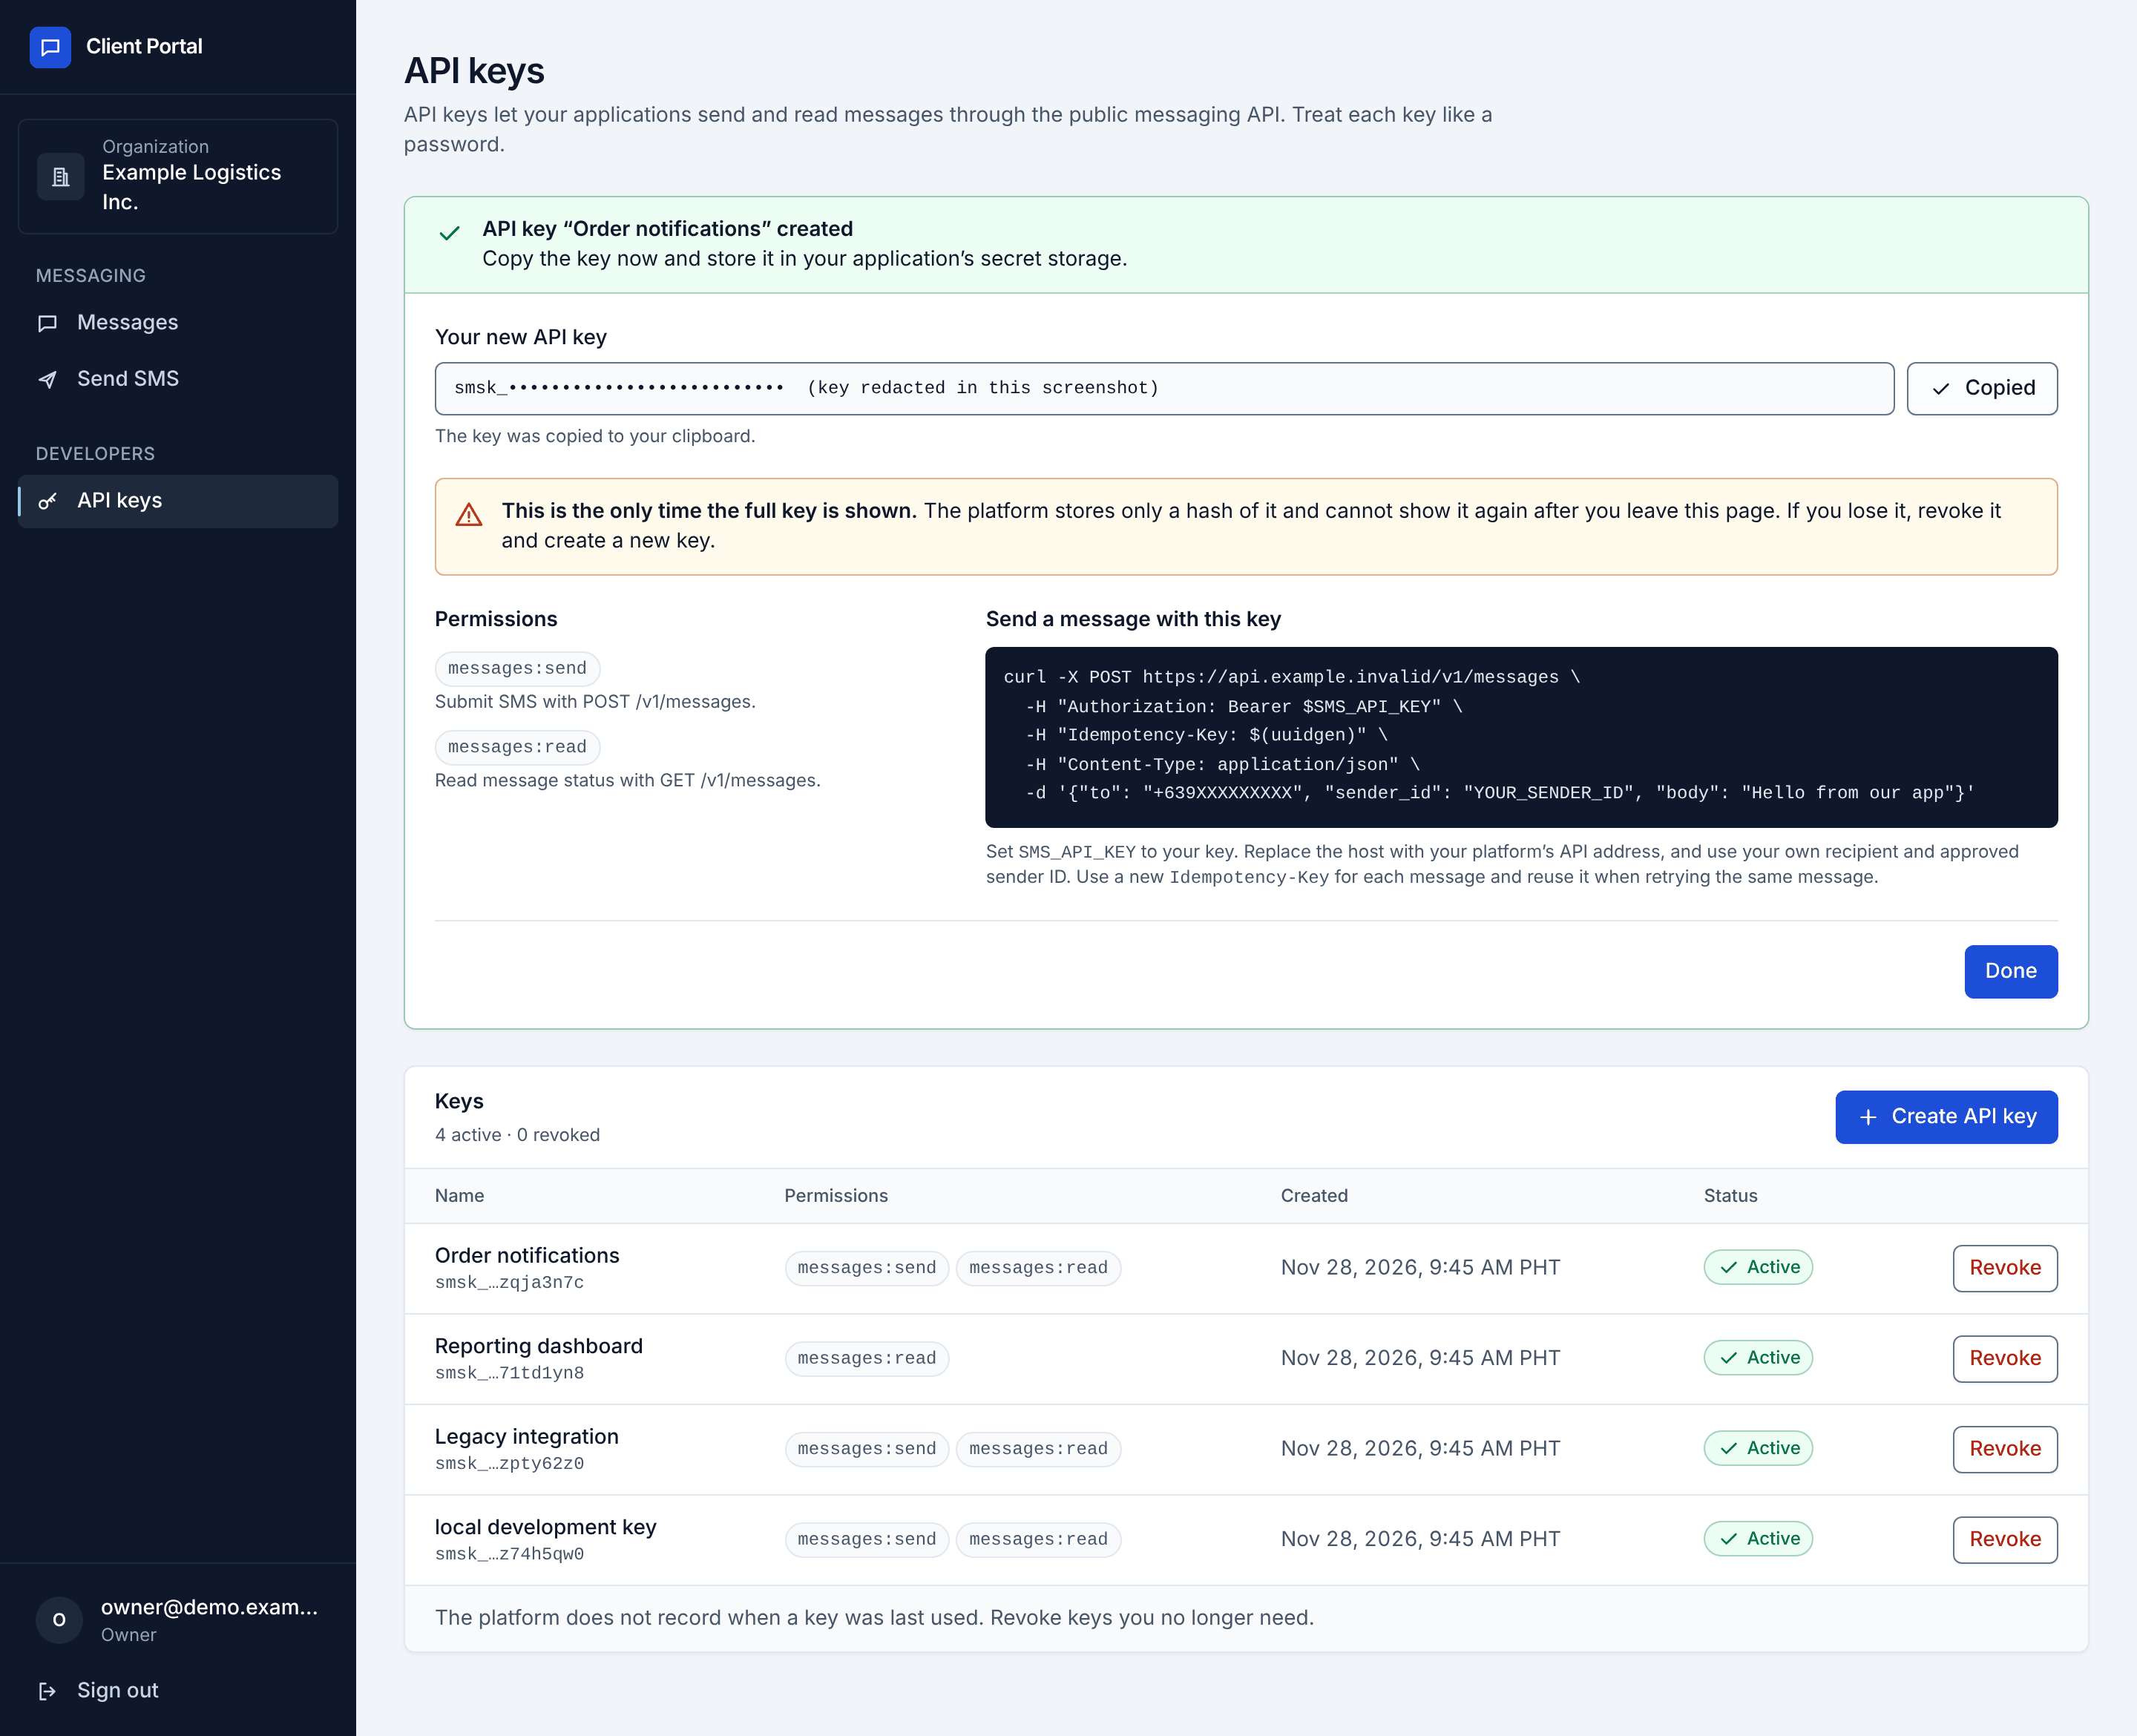 Client Portal
Organization
Example Logistics
Inc.
MESSAGING
Messages
Send SMS
DEVELOPERS
API keys
owner@demo.exam...
O
Owner
Sign out
API keys
API keys let your applications send and read messages through the public messaging API. Treat each key like a
password.
API key “Order notifications” created
Copy the key now and store it in your application’s secret storage.
Your new API key
smsk_•••••••••••••••••••••••••• (key redacted in this screenshot)
Copied
The key was copied to your clipboard.
This is the only time the full key is shown. The platform stores only a hash of it and cannot show it again after you leave this page. If you lose it, revoke it
and create a new key.
Permissions
messages:send
Submit SMS with POST /v1/messages.
messages:read
Read message status with GET /v1/messages.
Send a message with this key
curl -X POST https://api.example.invalid/v1/messages \
-H "Authorization: Bearer $SMS_API_KEY" \
-H "Idempotency-Key: $(uuidgen)" \
-H "Content-Type: application/json" \
-d '{"to": "+639XXXXXXXXX", "sender_id": "YOUR_SENDER_ID", "body": "Hello from our app"}'
Set SMS_API_KEY to your key. Replace the host with your platform’s API address, and use your own recipient and approved
sender ID. Use a new Idempotency-Key for each message and reuse it when retrying the same message.
Done
Keys
4 active · 0 revoked
Create API key
Name Permissions Created Status
Order notifications
smsk_…zqja3n7c
messages:send messages:read Nov 28, 2026, 9:45 AM PHT Active Revoke
Reporting dashboard
smsk_…71td1yn8
messages:read Nov 28, 2026, 9:45 AM PHT Active Revoke
Legacy integration
smsk_…zpty62z0
messages:send messages:read Nov 28, 2026, 9:45 AM PHT Active Revoke
local development key
smsk_…z74h5qw0
messages:send messages:read Nov 28, 2026, 9:45 AM PHT Active Revoke
The platform does not record when a key was last used. Revoke keys you no longer need.